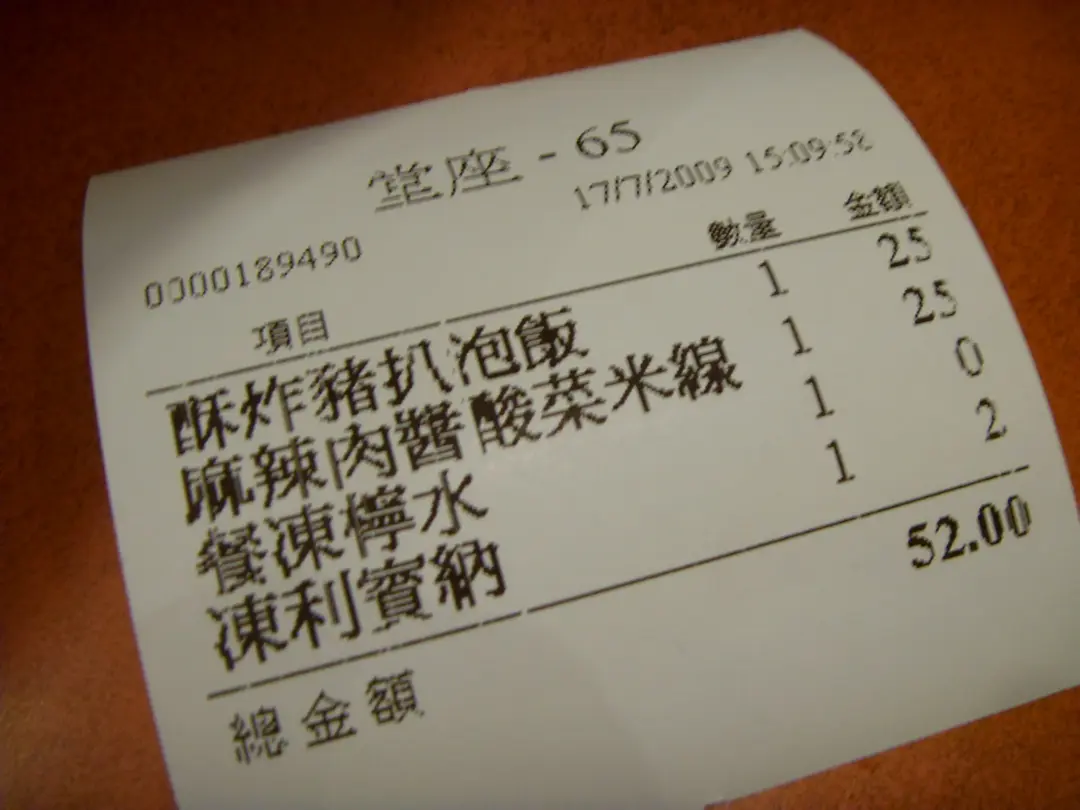 堂座 - 65
17/7/2009 15:09:58
0000189490
項目 數量 金額
酥炸豬扒泡飯 1 25
麻辣肉醬酸菜米線 1 25
餐凍檸水 1 0
凍利賓納 1 2
總金額 52.00